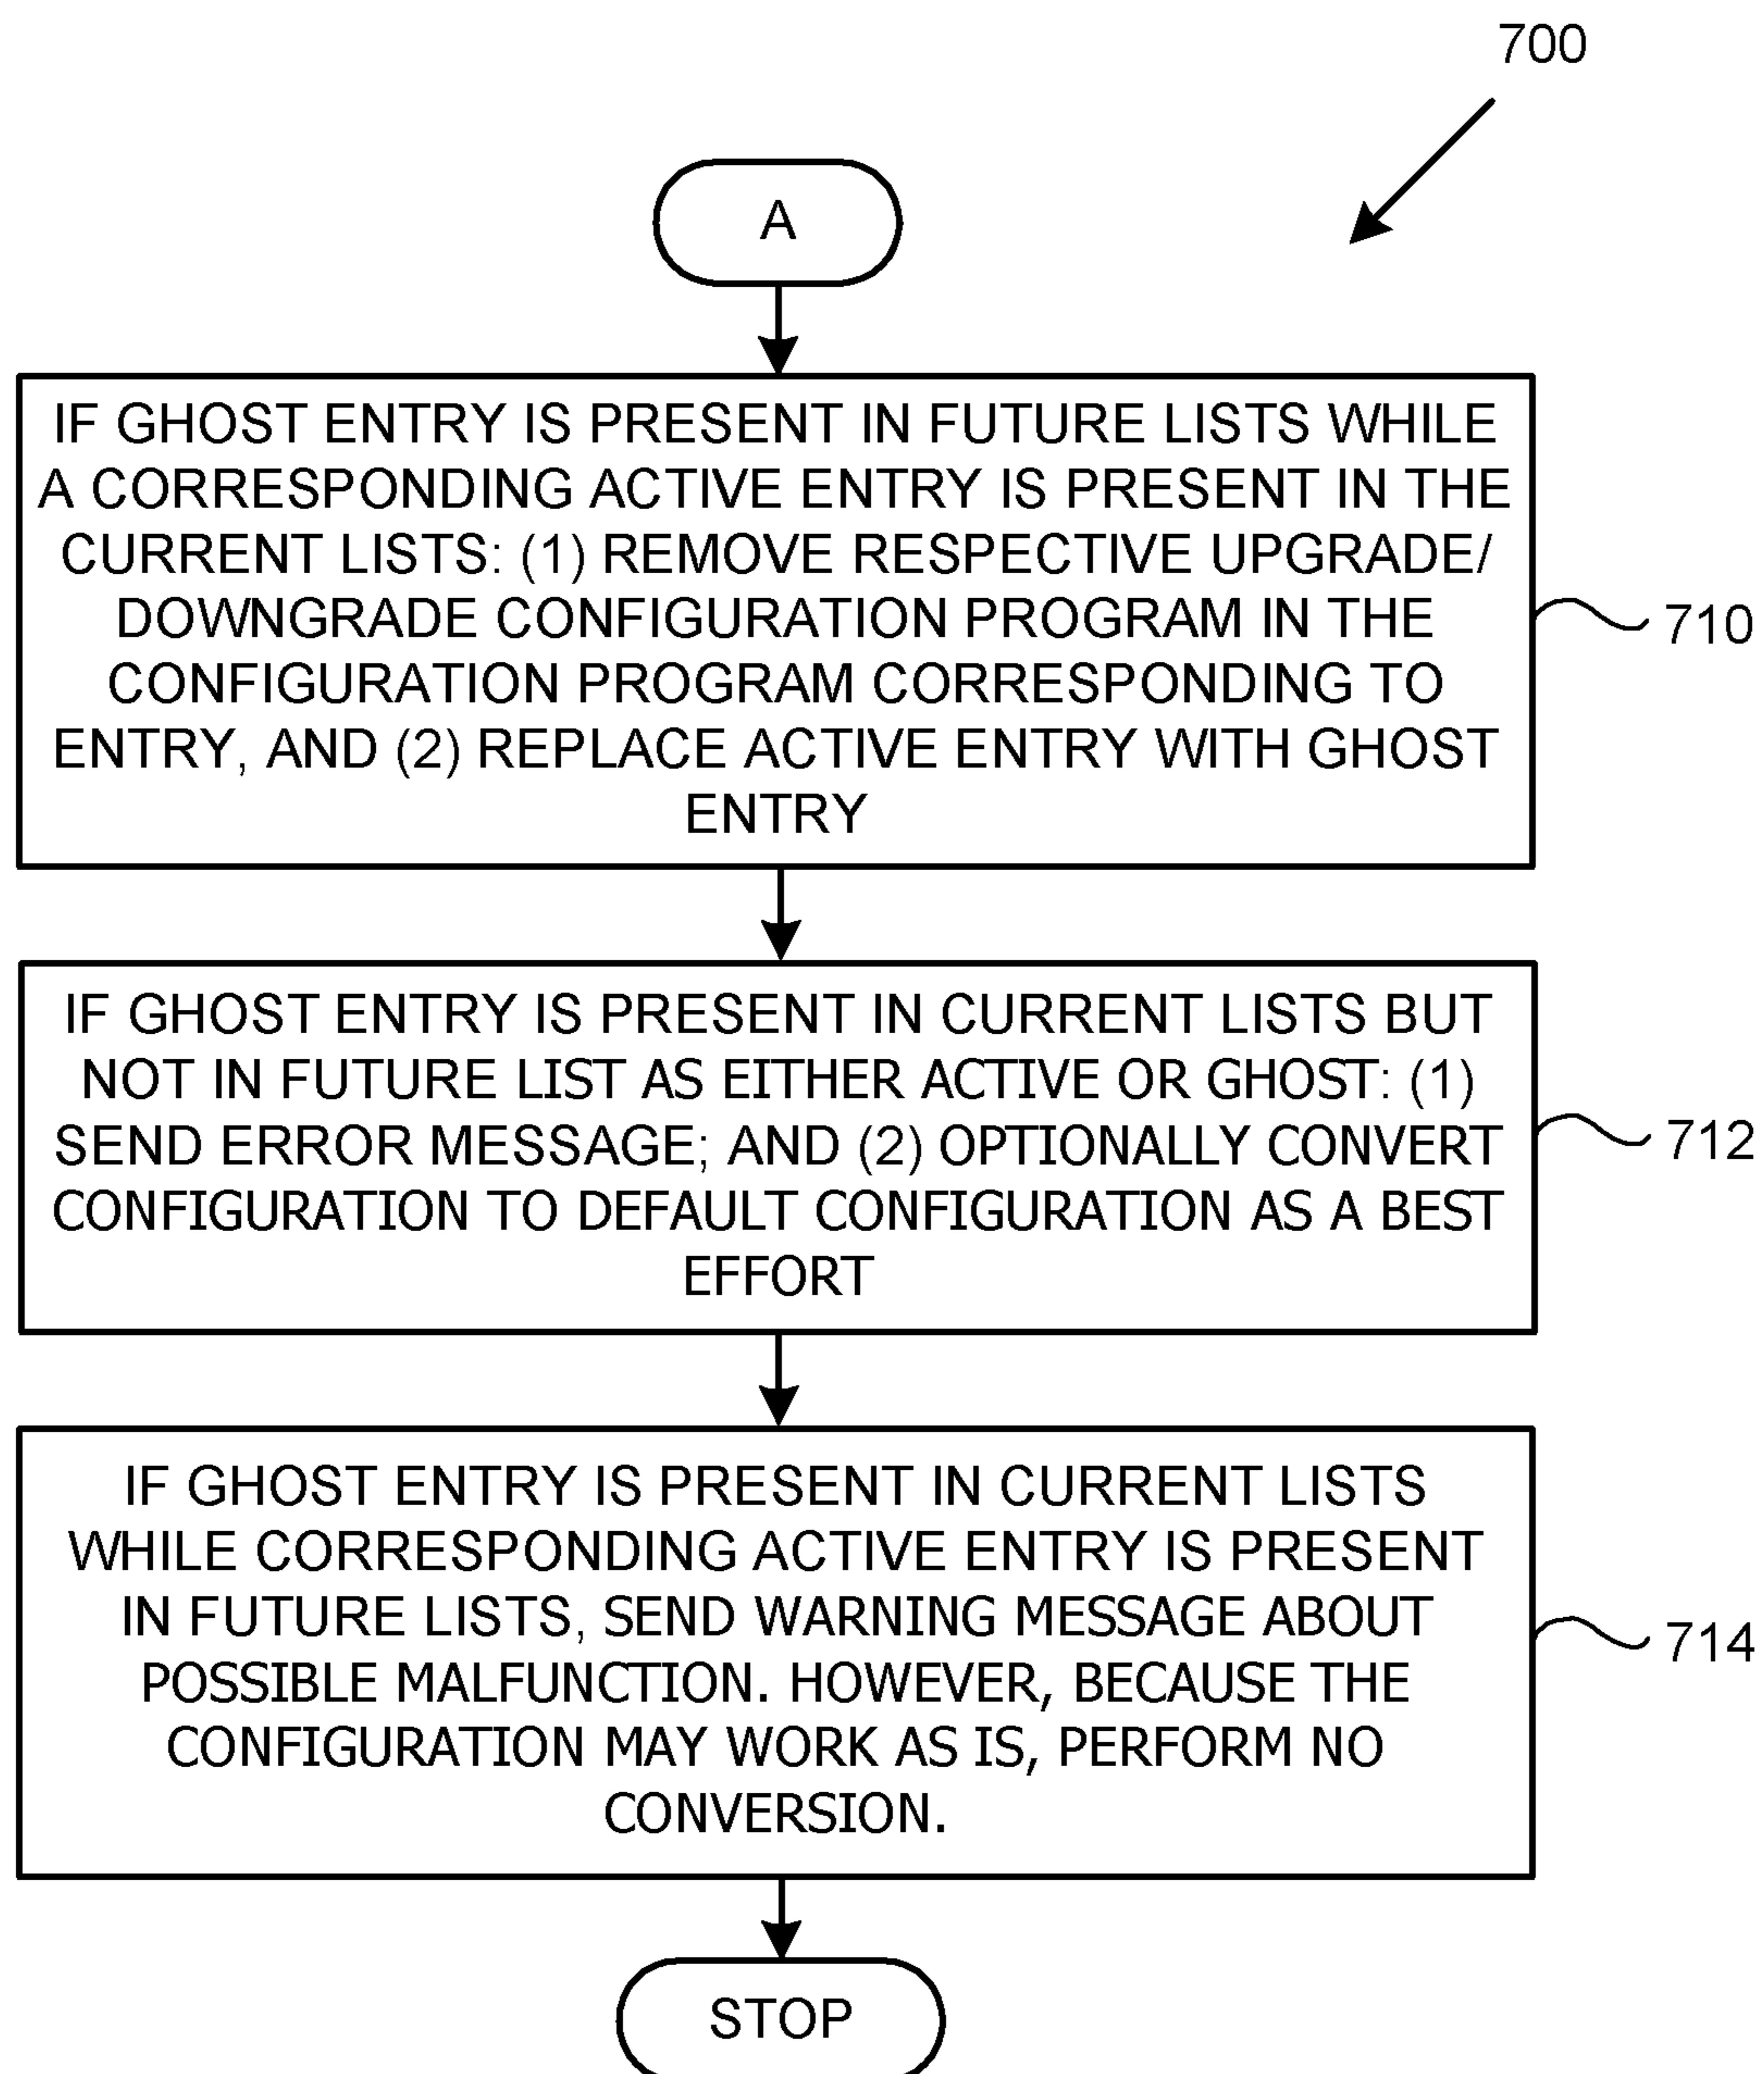 700
A
IF GHOST ENTRY IS PRESENT IN FUTURE LISTS WHILE
A CORRESPONDING ACTIVE ENTRY IS PRESENT IN THE
CURRENT LISTS: (1) REMOVE RESPECTIVE UPGRADE/
DOWNGRADE CONFIGURATION PROGRAM IN THE
CONFIGURATION PROGRAM CORRESPONDING TO
ENTRY, AND (2) REPLACE ACTIVE ENTRY WITH GHOST
ENTRY
710
IF GHOST ENTRY IS PRESENT IN CURRENT LISTS BUT
NOT IN FUTURE LIST AS EITHER ACTIVE OR GHOST: (1)
SEND ERROR MESSAGE; AND (2) OPTIONALLY CONVERT
CONFIGURATION TO DEFAULT CONFIGURATION AS A BEST
EFFORT
712
IF GHOST ENTRY IS PRESENT IN CURRENT LISTS
WHILE CORRESPONDING ACTIVE ENTRY IS PRESENT
IN FUTURE LISTS, SEND WARNING MESSAGE ABOUT
POSSIBLE MALFUNCTION. HOWEVER, BECAUSE THE
CONFIGURATION MAY WORK AS IS, PERFORM NO
CONVERSION.
714
STOP